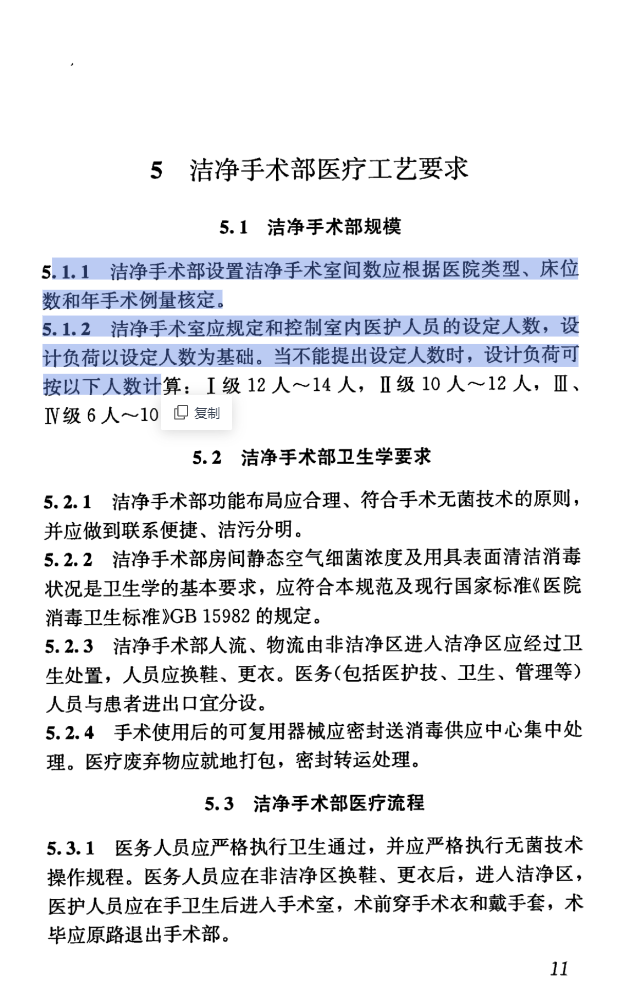 5 洁净手术部医疗工艺要求
5.1 洁净手术部规模
5.1.1 洁净手术部设置洁净手术室间数应根据医院类型、床位
数和年手术例量核定。
5.1.2 洁净手术室应规定和控制室内医护人员的设定人数，设
计负荷以设定人数为基础。当不能提出设定人数时，设计负荷可
按以下人数计算：Ⅰ级 12 人～14 人，Ⅱ级 10 人～12 人，Ⅲ、
Ⅳ级 6 人～10
复制
5.2 洁净手术部卫生学要求
5.2.1 洁净手术部功能布局应合理、符合手术无菌技术的原则，
并应做到联系便捷、洁污分明。
5.2.2 洁净手术部房间静态空气细菌浓度及用具表面清洁消毒
状况是卫生学的基本要求，应符合本规范及现行国家标准《医院
消毒卫生标准》GB 15982 的规定。
5.2.3 洁净手术部人流、物流由非洁净区进入洁净区应经过卫
生处置，人员应换鞋、更衣。医务(包括医护技、卫生、管理等)
人员与患者进出口宜分设。
5.2.4 手术使用后的可复用器械应密封送消毒供应中心集中处
理。医疗废弃物应就地打包，密封转运处理。
5.3 洁净手术部医疗流程
5.3.1 医务人员应严格执行卫生通过，并应严格执行无菌技术
操作规程。医务人员应在非洁净区换鞋、更衣后，进入洁净区，
医护人员应在手卫生后进入手术室，术前穿手术衣和戴手套，术
毕应原路退出手术部。
11